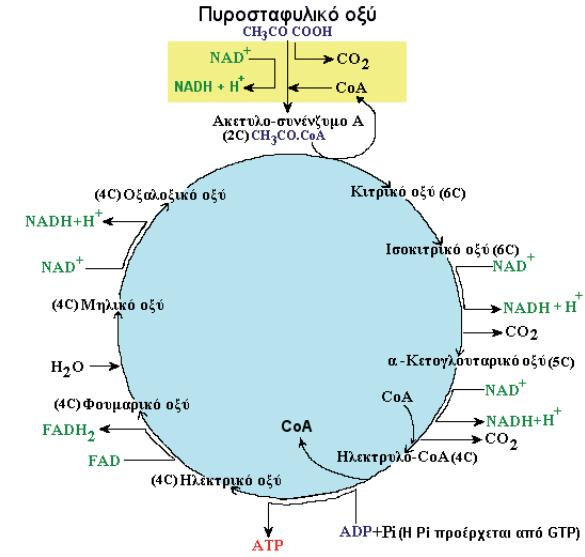 Πυροσταφυλικό οξύ
CH₃CO COOH
NAD⁺
CO₂
NADH + H⁺
CoA
Ακετυλο-συνένζυμο Α
(2C) CH₃CO.CoA
(4C) Οξαλοξικό οξύ
Κιτρικό οξύ (6C)
NADH+H⁺
Ισοκιτρικό οξύ (6C)
NAD⁺
NAD⁺
(4C) Μηλικό οξύ
NADH + H⁺
CO₂
H₂O
α-Κετογλουταρικό οξύ (5C)
NAD⁺
CoA
(4C) Φουμαρικό οξύ
NADH+H⁺
FADH₂
CoA
CO₂
FAD
Ηλεκτρυλο-CoA (4C)
(4C) Ηλεκτρικό οξύ
ADP+Pi (Η Pi προέρχεται από GTP)
ATP